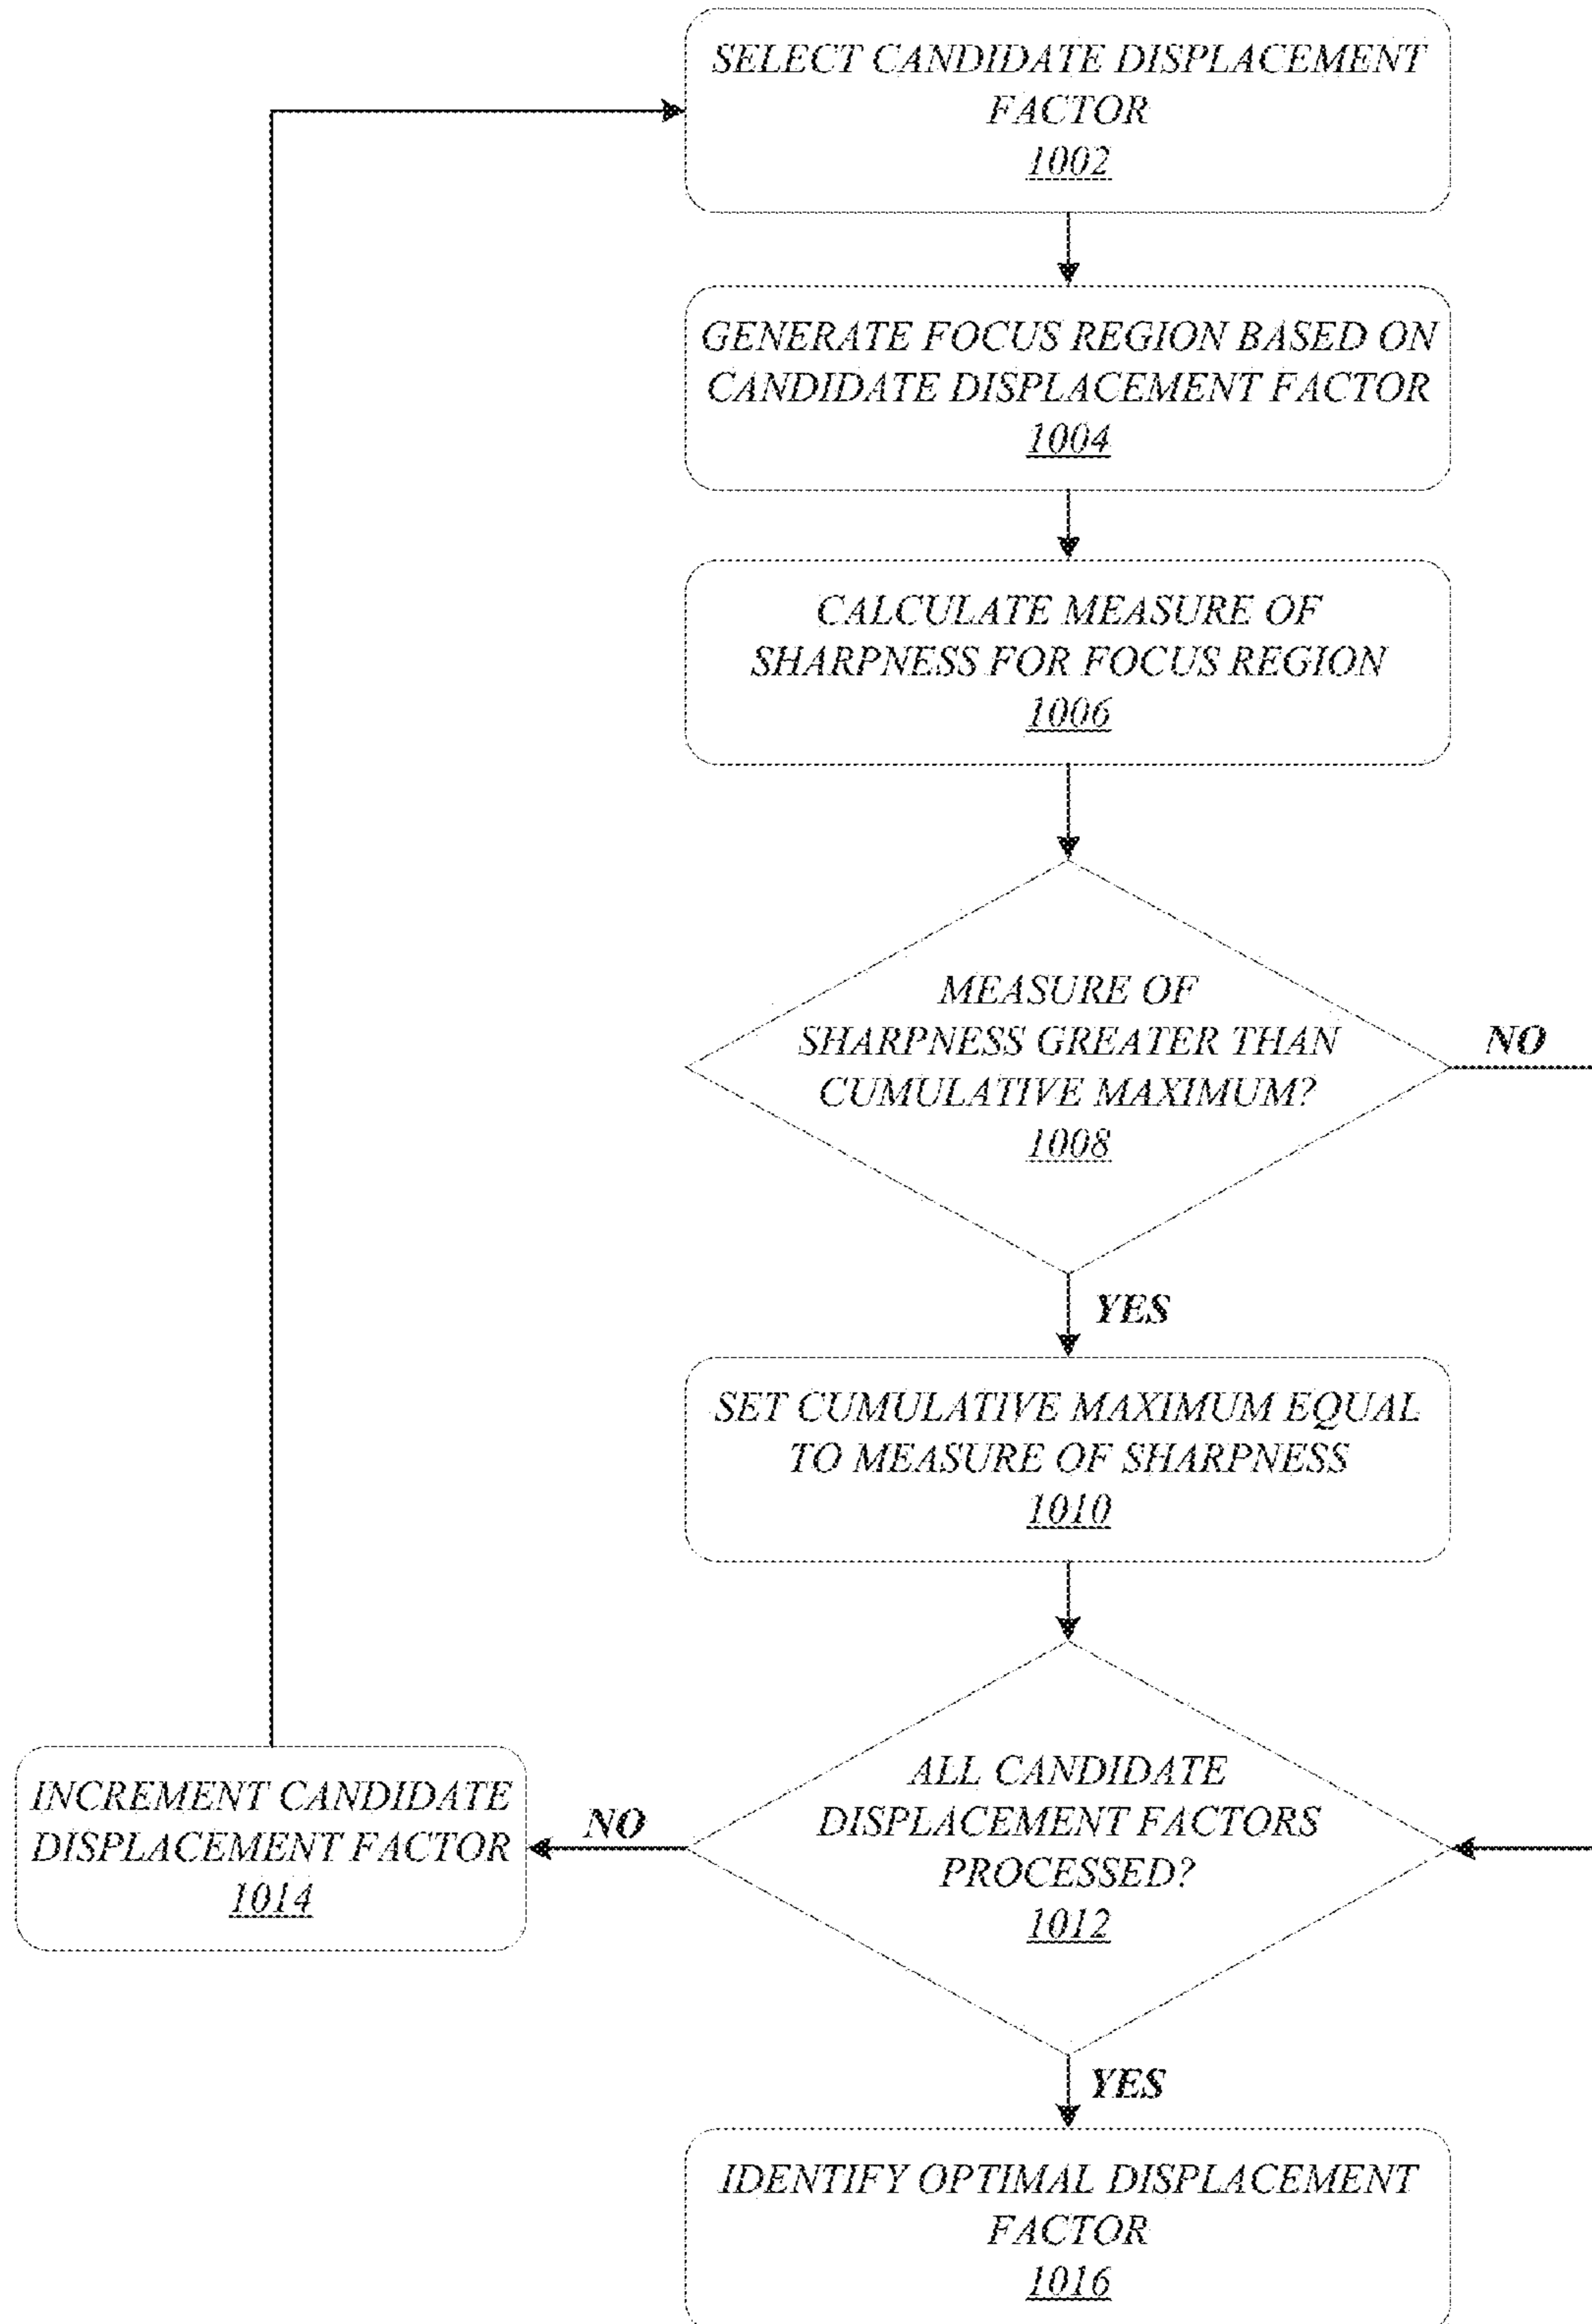 SELECT CANDIDATE DISPLACEMENT
FACTOR
1002
GENERATE FOCUS REGION BASED ON
CANDIDATE DISPLACEMENT FACTOR
1004
CALCULATE MEASURE OF
SHARPNESS FOR FOCUS REGION
1006
MEASURE OF
SHARPNESS GREATER THAN
CUMULATIVE MAXIMUM?
1008
NO
YES
SET CUMULATIVE MAXIMUM EQUAL
TO MEASURE OF SHARPNESS
1010
ALL CANDIDATE
DISPLACEMENT FACTORS
PROCESSED?
1012
NO
INCREMENT CANDIDATE
DISPLACEMENT FACTOR
1014
YES
IDENTIFY OPTIMAL DISPLACEMENT
FACTOR
1016